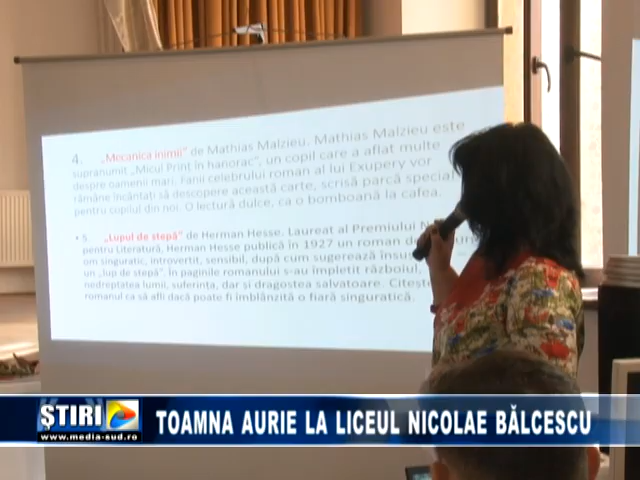 4. „Mecanica inimii" de Mathias Malzieu. Mathias Malzieu este
supranumit „Micul Prinț în hanorac", un copil care a aflat multe
despre oamenii mari. Fanii celebrului roman al lui Exupery vor
rămâne încântați să descopere această carte, scrisă parcă special
pentru copilul din noi. O lectură dulce, ca o bomboană la cafea.
• 5. „Lupul de stepă" de Herman Hesse. Laureat al Premiului
pentru Literatură, Herman Hesse publică în 1927 un roman
om singuratic, introvertit, sensibil, după cum sugerează
un „lup de stepă". În paginile romanului s-au împletit războiul,
nedreptatea lumii, suferința, dar și dragostea salvatoare.
romanul ca să afli dacă poate fi îmblânzită o fiară singuratică.
ȘTIRI
www.media-sud.ro
TOAMNA AURIE LA LICEUL NICOLAE BĂLCESCU